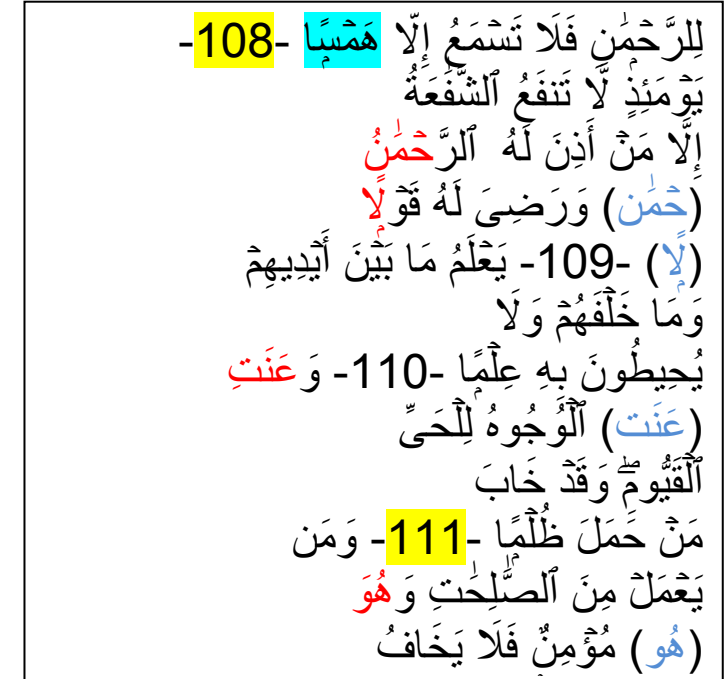 لِلرَّحۡمَٰنِ فَلَا تَسۡمَعُ إِلَّا هَمۡسٗا -108-
يَوۡمَئِذٖ لَّا تَنفَعُ ٱلشَّفَٰعَةُ
إِلَّا مَنۡ أَذِنَ لَهُ ٱلرَّحۡمَٰنُ
(حۡمَٰن) وَرَضِىَ لَهُ قَوۡلٗا
(لٗا) -109- يَعۡلَمُ مَا بَيۡنَ أَيۡدِيهِمۡ
وَمَا خَلۡفَهُمۡ وَلَا
يُحِيطُونَ بِهِ عِلۡمٗا -110- وَعَنَتِ
(عَنَت) ٱلۡوُجُوهُ لِلۡحَىِّ
ٱلۡقَيُّومِۖ وَقَدۡ خَابَ
مَنۡ حَمَلَ ظُلۡمٗا -111- وَمَن
يَعۡمَلۡ مِنَ ٱلصَّٰلِحَٰتِ وَهُوَ
(هُو) مُؤۡمِنٞ فَلَا يَخَافُ